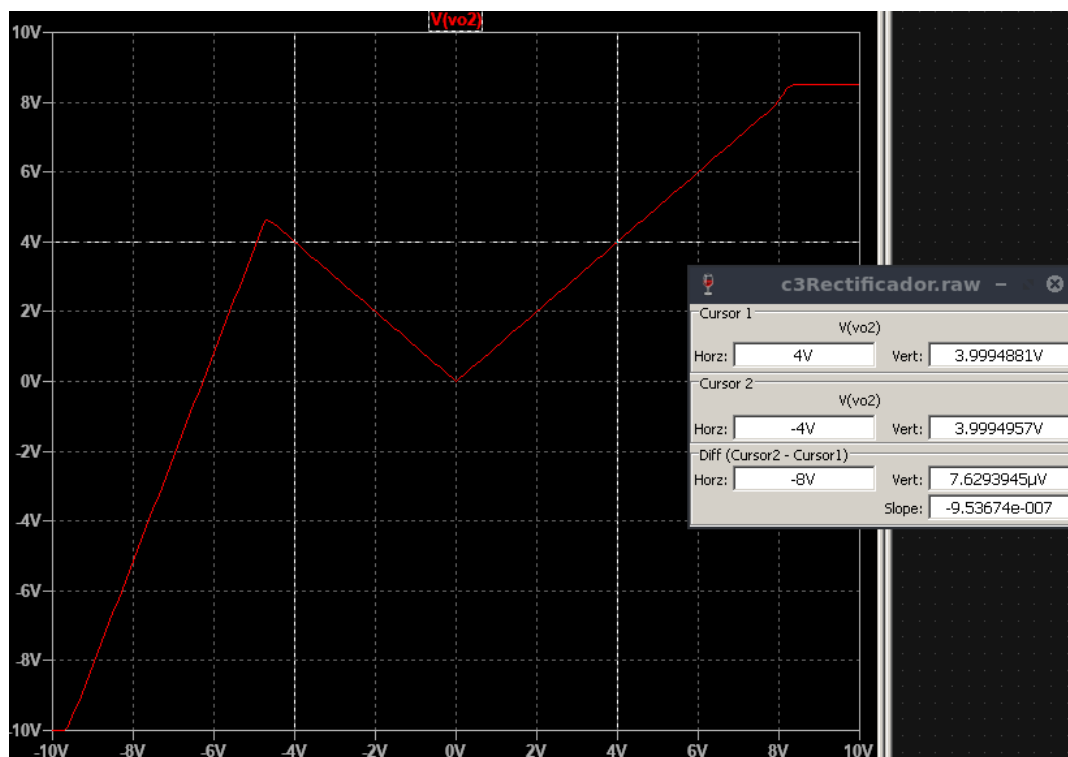 V(vo2)
10V
8V
6V
4V
2V
0V
-2V
-4V
-6V
-8V
-10V
-10V -8V -6V -4V -2V 0V 2V 4V 6V 8V 10V
c3Rectificador.raw
Cursor 1
V(vo2)
Horz: 4V Vert: 3.9994881V
Cursor 2
V(vo2)
Horz: -4V Vert: 3.9994957V
Diff (Cursor2 - Cursor1)
Horz: -8V Vert: 7.6293945µV
Slope: -9.53674e-007